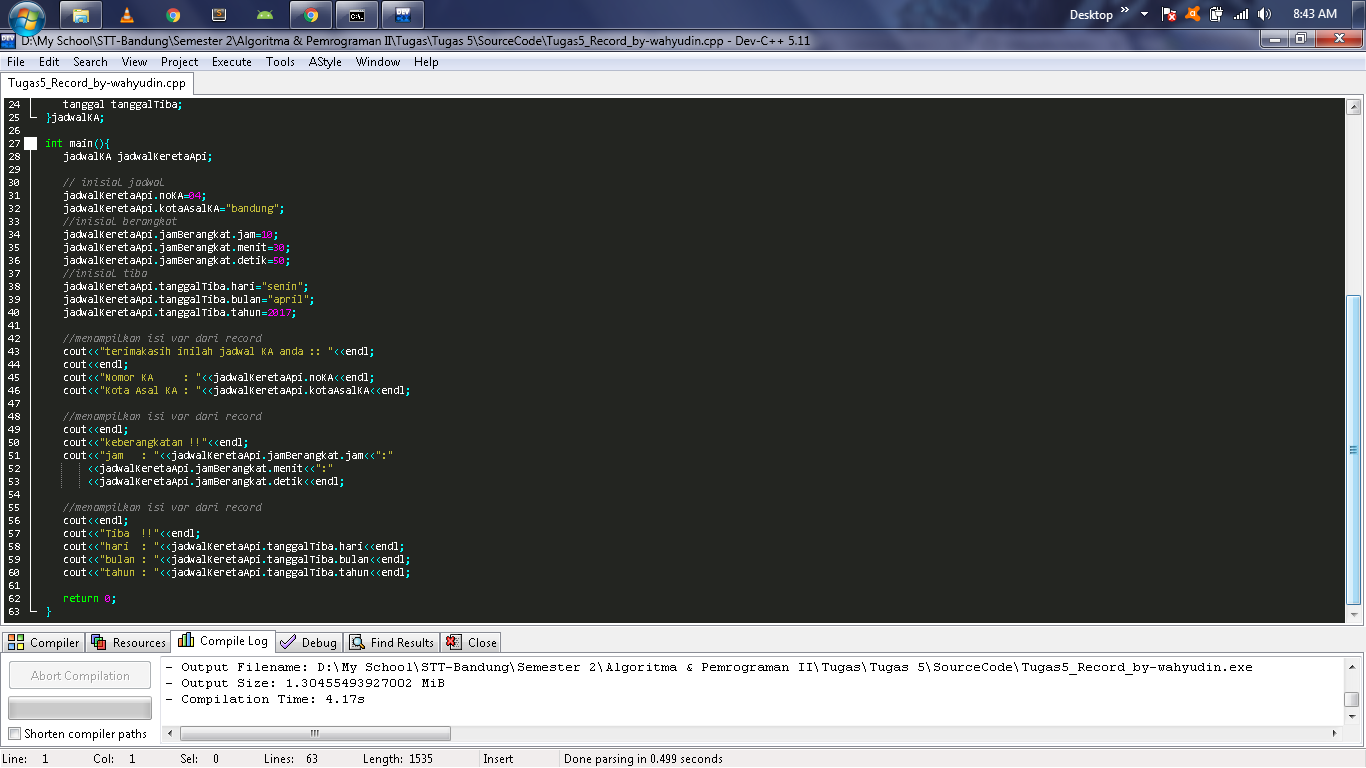 Desktop
8:43 AM
D:\My School\STT-Bandung\Semester 2\Algoritma & Pemrograman II\Tugas\Tugas 5\SourceCode\Tugas5_Record_by-wahyudin.cpp - Dev-C++ 5.11
File Edit Search View Project Execute Tools AStyle Window Help
Tugas5_Record_by-wahyudin.cpp
24 tanggal tanggalTiba;
25 }jadwalKA;
26
27 int main(){
28 jadwalKA jadwalKeretaApi;
29
30 // inisial jadwal
31 jadwalKeretaApi.noKA=04;
32 jadwalKeretaApi.kotaAsalKA="bandung";
33 //inisial berangkat
34 jadwalKeretaApi.jamBerangkat.jam=10;
35 jadwalKeretaApi.jamBerangkat.menit=30;
36 jadwalKeretaApi.jamBerangkat.detik=50;
37 //inisial tiba
38 jadwalKeretaApi.tanggalTiba.hari="senin";
39 jadwalKeretaApi.tanggalTiba.bulan="april";
40 jadwalKeretaApi.tanggalTiba.tahun=2017;
41
42 //menampilkan isi var dari record
43 cout<<"terimakasih inilah jadwal KA anda :: "<<endl;
44 cout<<endl;
45 cout<<"Nomor KA     : "<<jadwalKeretaApi.noKA<<endl;
46 cout<<"Kota Asal KA : "<<jadwalKeretaApi.kotaAsalKA<<endl;
47
48 //menampilkan isi var dari record
49 cout<<endl;
50 cout<<"keberangkatan !!"<<endl;
51 cout<<"jam   : "<<jadwalKeretaApi.jamBerangkat.jam<<":"
52 <<jadwalKeretaApi.jamBerangkat.menit<<":"
53 <<jadwalKeretaApi.jamBerangkat.detik<<endl;
54
55 //menampilkan isi var dari record
56 cout<<endl;
57 cout<<"Tiba  !!"<<endl;
58 cout<<"hari  : "<<jadwalKeretaApi.tanggalTiba.hari<<endl;
59 cout<<"bulan : "<<jadwalKeretaApi.tanggalTiba.bulan<<endl;
60 cout<<"tahun : "<<jadwalKeretaApi.tanggalTiba.tahun<<endl;
61
62 return 0;
63 }
Compiler Resources Compile Log Debug Find Results Close
Abort Compilation
Shorten compiler paths
- Output Filename: D:\My School\STT-Bandung\Semester 2\Algoritma & Pemrograman II\Tugas\Tugas 5\SourceCode\Tugas5_Record_by-wahyudin.exe
- Output Size: 1.30455493927002 MiB
- Compilation Time: 4.17s
Line: 1 Col: 1 Sel: 0 Lines: 63 Length: 1535 Insert Done parsing in 0.499 seconds